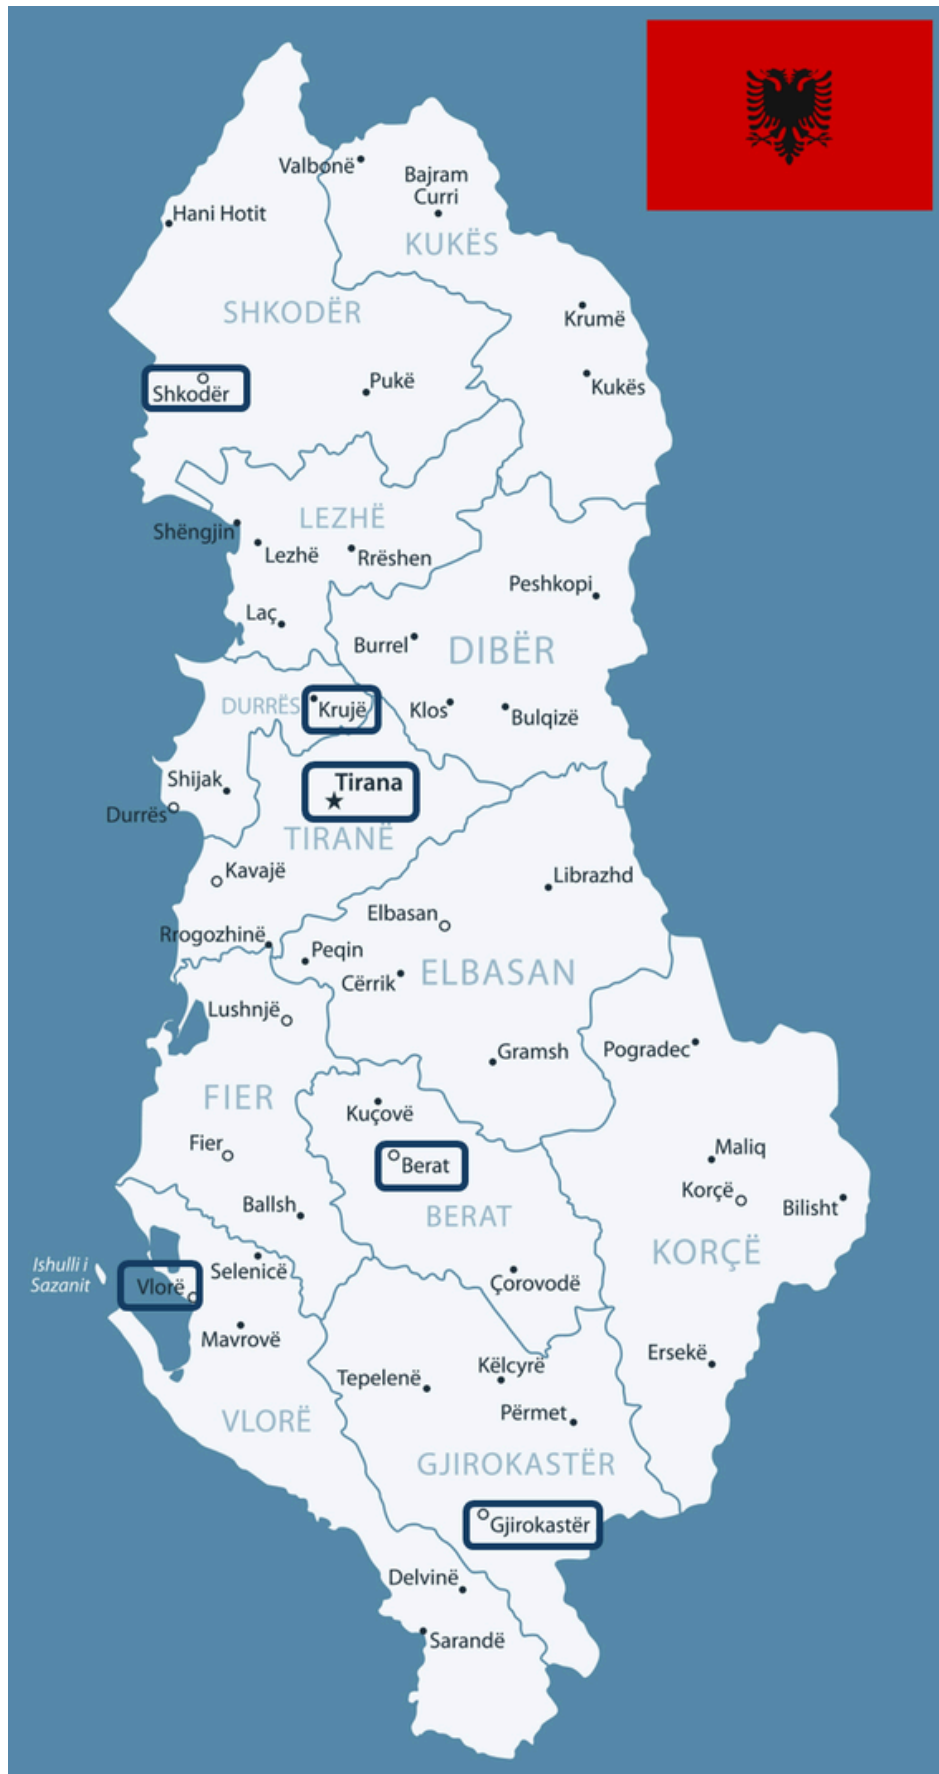 Valbonë
Bajram
Curri
Hani Hotit
KUKËS
SHKODËR
Krumë
Pukë
Kukës
Shkodër
LEZHË
Shëngjin
Lezhë
Rrëshen
Peshkopi
Laç
Burrel
DIBËR
DURRËS
Krujë
Klos
Bulqizë
Shijak
Tirana
Durrës
TIRANË
Kavajë
Librazhd
Elbasan
Rrogozhinë
Peqin
Cërrik
ELBASAN
Lushnjë
Gramsh
Pogradec
FIER
Kuçovë
Fier
Berat
Maliq
Korçë
Bilisht
Ballsh
BERAT
KORÇË
Ishulli i
Sazanit
Vlorë
Selenicë
Çorovodë
Mavrovë
Ersekë
Tepelenë
Këlcyrë
Përmet
VLORË
GJIROKASTËR
Gjirokastër
Delvinë
Sarandë